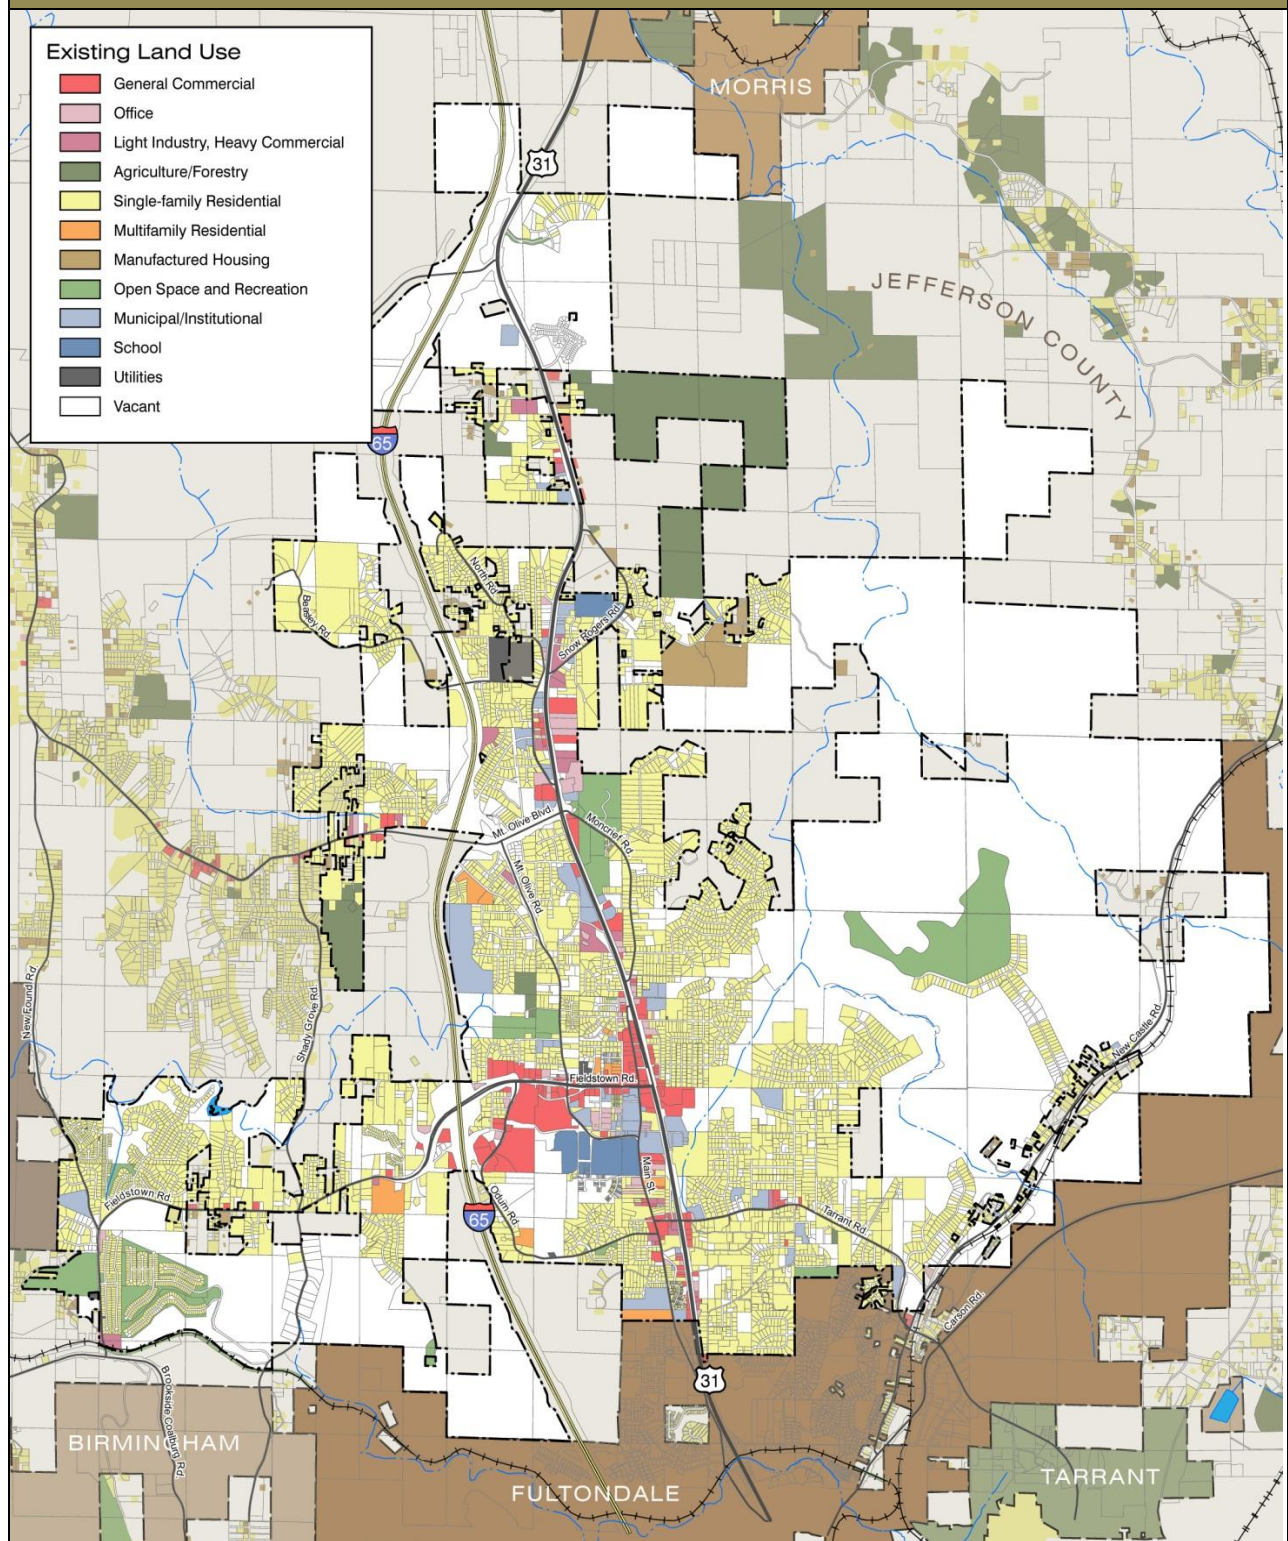 Existing Land Use
General Commercial
Office
Light Industry, Heavy Commercial
Agriculture/Forestry
Single-family Residential
Multifamily Residential
Manufactured Housing
Open Space and Recreation
Municipal/Institutional
School
Utilities
Vacant
MORRIS
31
JEFFERSON COUNTY
65
North Rd.
Beasley Rd.
Snow Rogers Rd.
Mt. Olive Blvd.
Moncrief Rd.
Mt. Olive Rd.
New Found Rd.
Shady Grove Rd.
New Castle Rd.
Fieldstown Rd.
Main St
Fieldstown Rd.
Odum Rd.
65
Tarrant Rd.
Carson Rd.
31
Brookside Coalburg Rd.
BIRMINGHAM
FULTONDALE
TARRANT